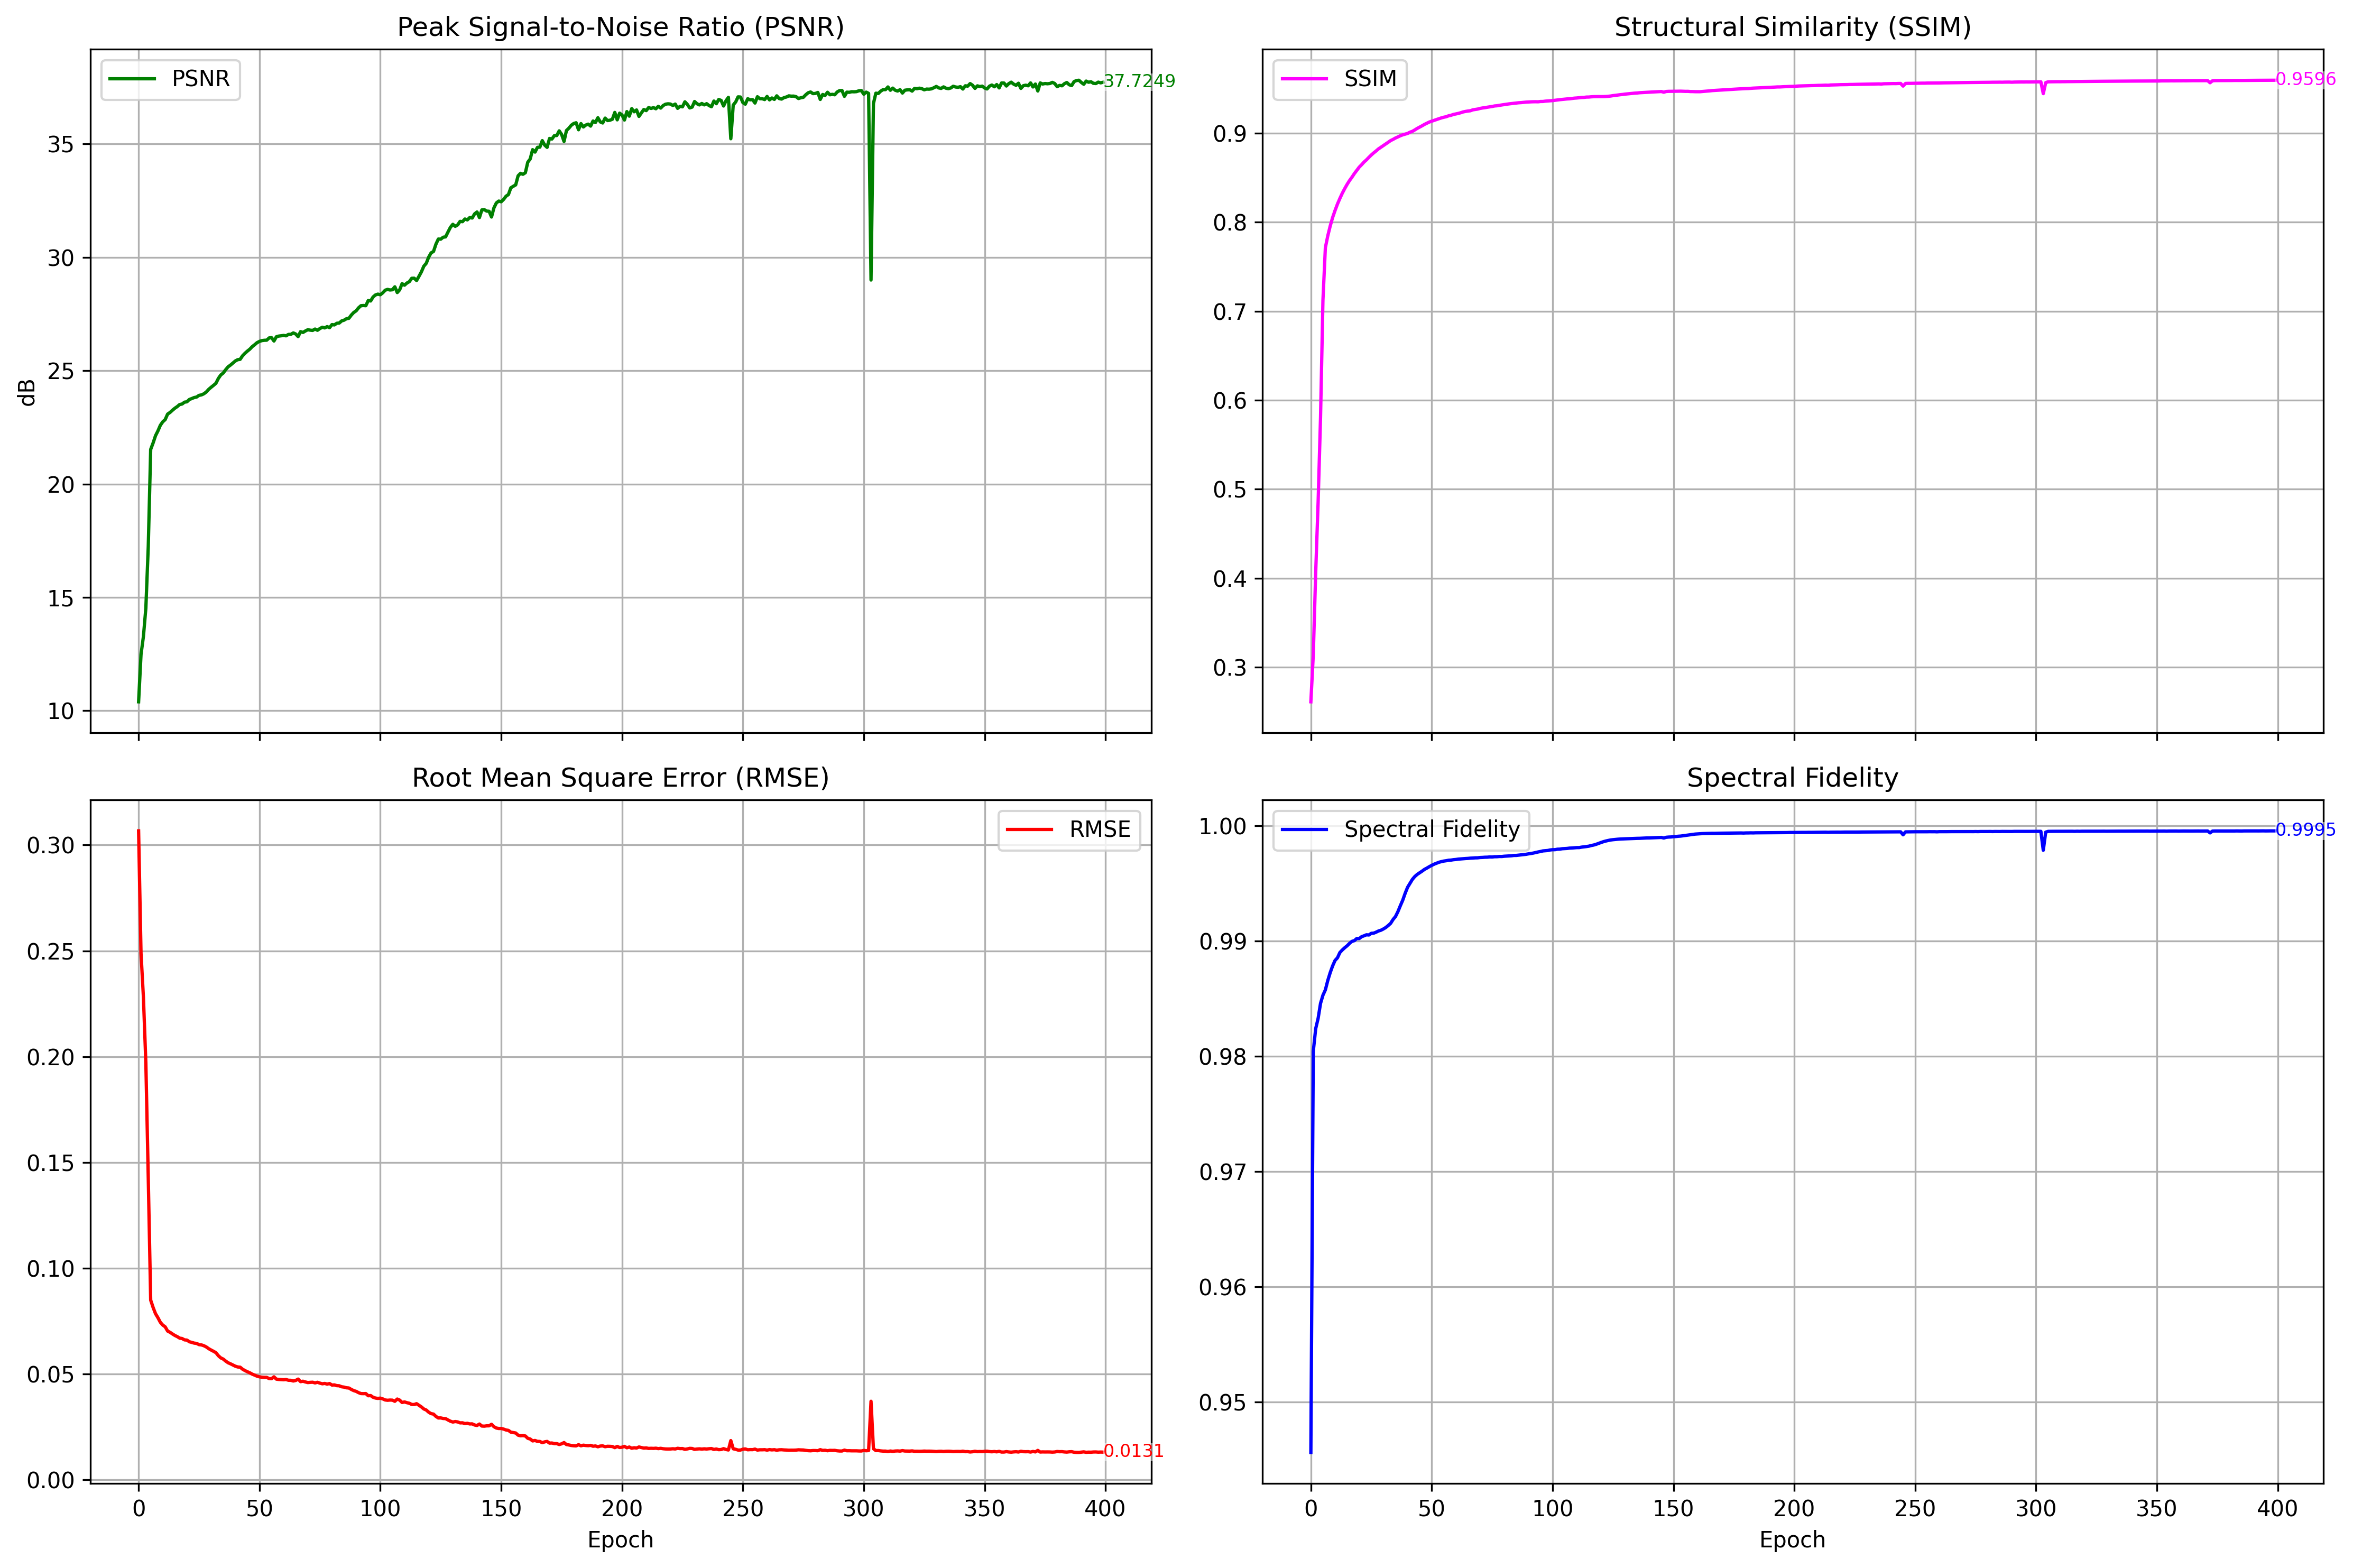 Peak Signal-to-Noise Ratio (PSNR)
PSNR
37.7249
35
30
25
20
15
10
dB
Structural Similarity (SSIM)
SSIM
0.9596
0.9
0.8
0.7
0.6
0.5
0.4
0.3
Root Mean Square Error (RMSE)
RMSE
0.30
0.25
0.20
0.15
0.10
0.05
0.00
0.0131
0 50 100 150 200 250 300 350 400
Epoch
Spectral Fidelity
Spectral Fidelity
0.9995
1.00
0.99
0.98
0.97
0.96
0.95
0 50 100 150 200 250 300 350 400
Epoch